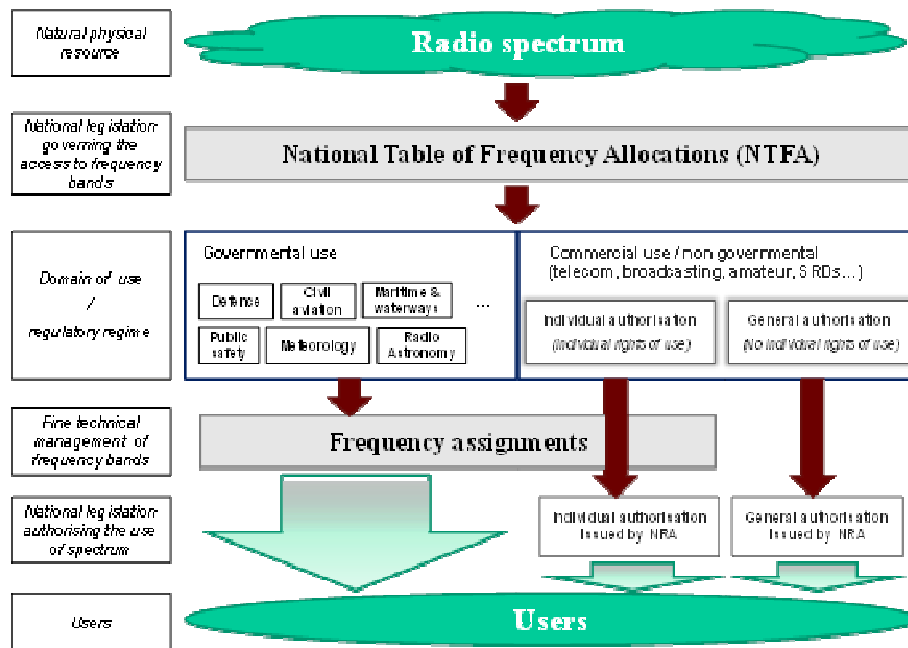 Natural physical
resource
Radio spectrum
National legislation
governing the
access to frequency
bands
National Table of Frequency Allocations (NTFA)
Domain of use
/
regulatory regime
Governmental use
Defence
Civil
aviation
Maritime &
waterways
...
Public
safety
Meteorology
Radio
Astronomy
Commercial use / non governmental
(telecom, broadcasting, amateur, SRDs...)
Individual authorisation
(Individual rights of use)
General authorisation
(No individual rights of use)
Fine technical
management of
frequency bands
Frequency assignments
National legislation
authorising the use
of spectrum
Individual authorisation
Issued by NRA
General authorisation
Issued by NRA
Users
Users